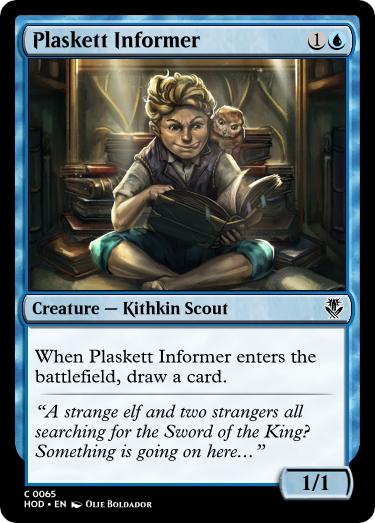 Plaskett Informer 1
Creature — Kithkin Scout
When Plaskett Informer enters the
battlefield, draw a card.
“A strange elf and two strangers all
searching for the Sword of the King?
Something is going on here…”
1/1
C 0065
HOD • EN Olie Boldador